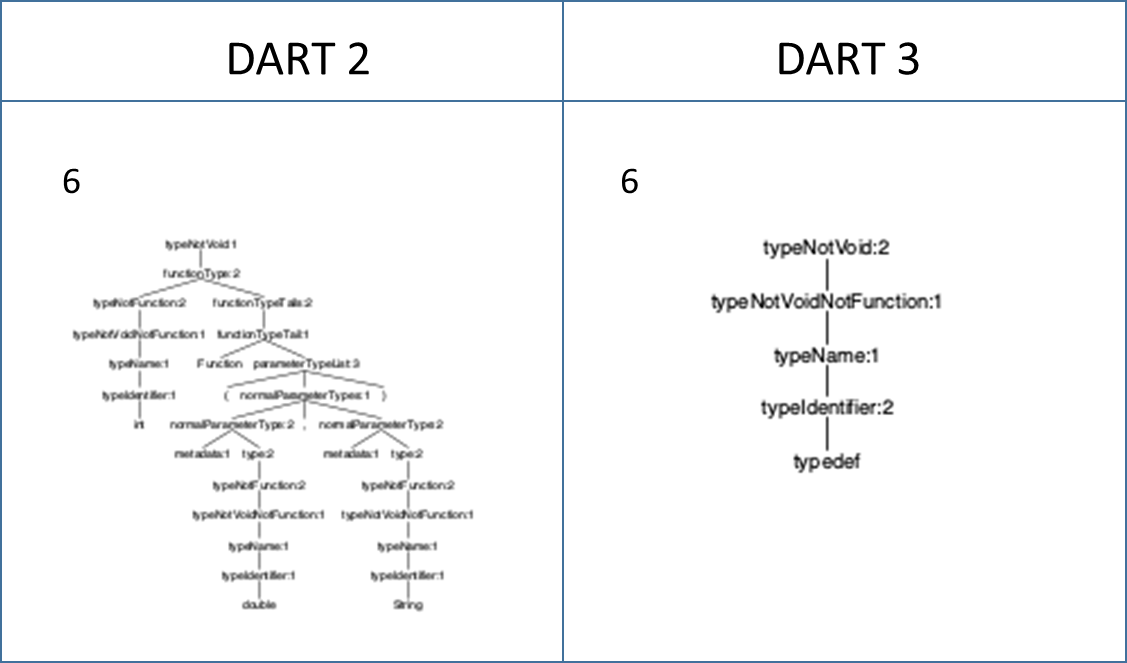 DART 2
DART 3
6
6
typeNotVoid:1
functionType:2
typeNotFunction:2 functionTypeTails:2
typeNotVoidNotFunction:1 functionTypeTail:1
typeName:1 Function parameterTypeList:3
typeIdentifier:1 ( normalParameterTypes:1 )
int normalParameterType:2 , normalParameterType:2
metadata:1 type:2 metadata:1 type:2
typeNotFunction:2 typeNotFunction:2
typeNotVoidNotFunction:1 typeNotVoidNotFunction:1
typeName:1 typeName:1
typeIdentifier:1 typeIdentifier:1
double String
typeNotVoid:2
typeNotVoidNotFunction:1
typeName:1
typeIdentifier:2
typedef